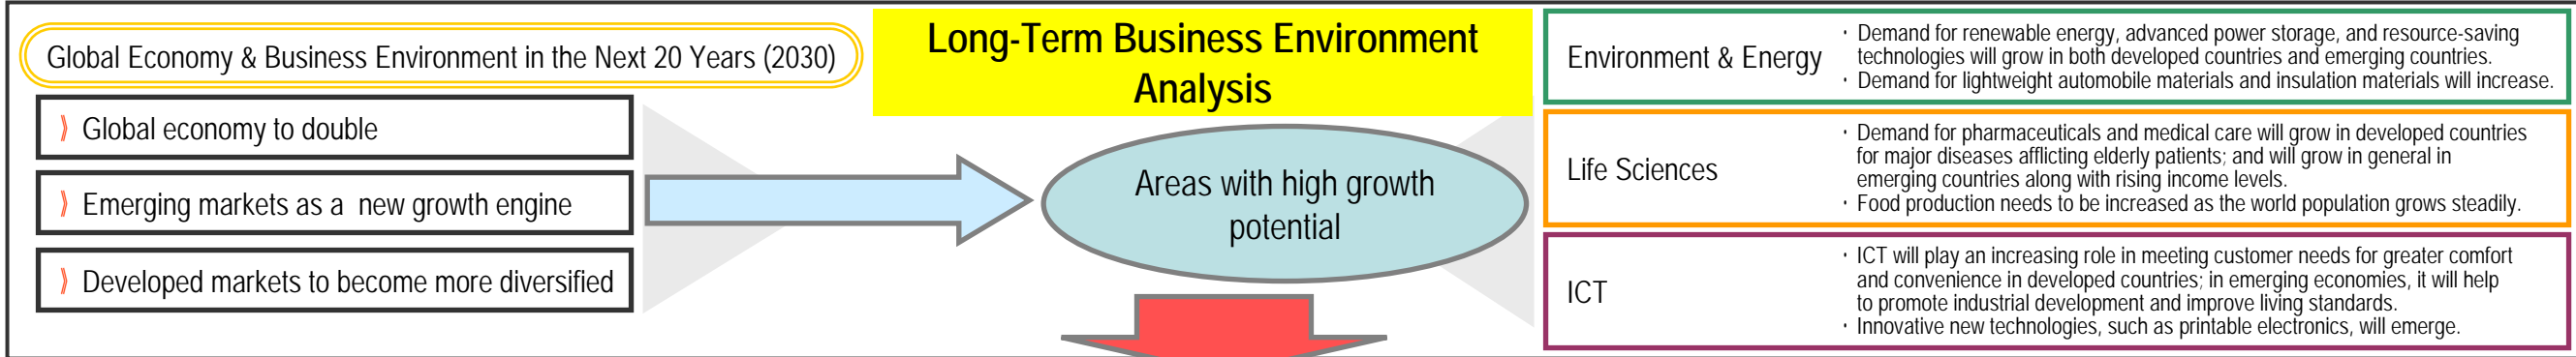 Global Economy & Business Environment in the Next 20 Years (2030)
⟩ Global economy to double
⟩ Emerging markets as a  new growth engine
⟩ Developed markets to become more diversified
Long-Term Business Environment
Analysis
Areas with high growth
potential
Environment & Energy
· Demand for renewable energy, advanced power storage, and resource-saving
technologies will grow in both developed countries and emerging countries.
· Demand for lightweight automobile materials and insulation materials will increase.
Life Sciences
· Demand for pharmaceuticals and medical care will grow in developed countries
for major diseases afflicting elderly patients; and will grow in general in
emerging countries along with rising income levels.
· Food production needs to be increased as the world population grows steadily.
ICT
· ICT will play an increasing role in meeting customer needs for greater comfort
and convenience in developed countries; in emerging economies, it will help
to promote industrial development and improve living standards.
· Innovative new technologies, such as printable electronics, will emerge.